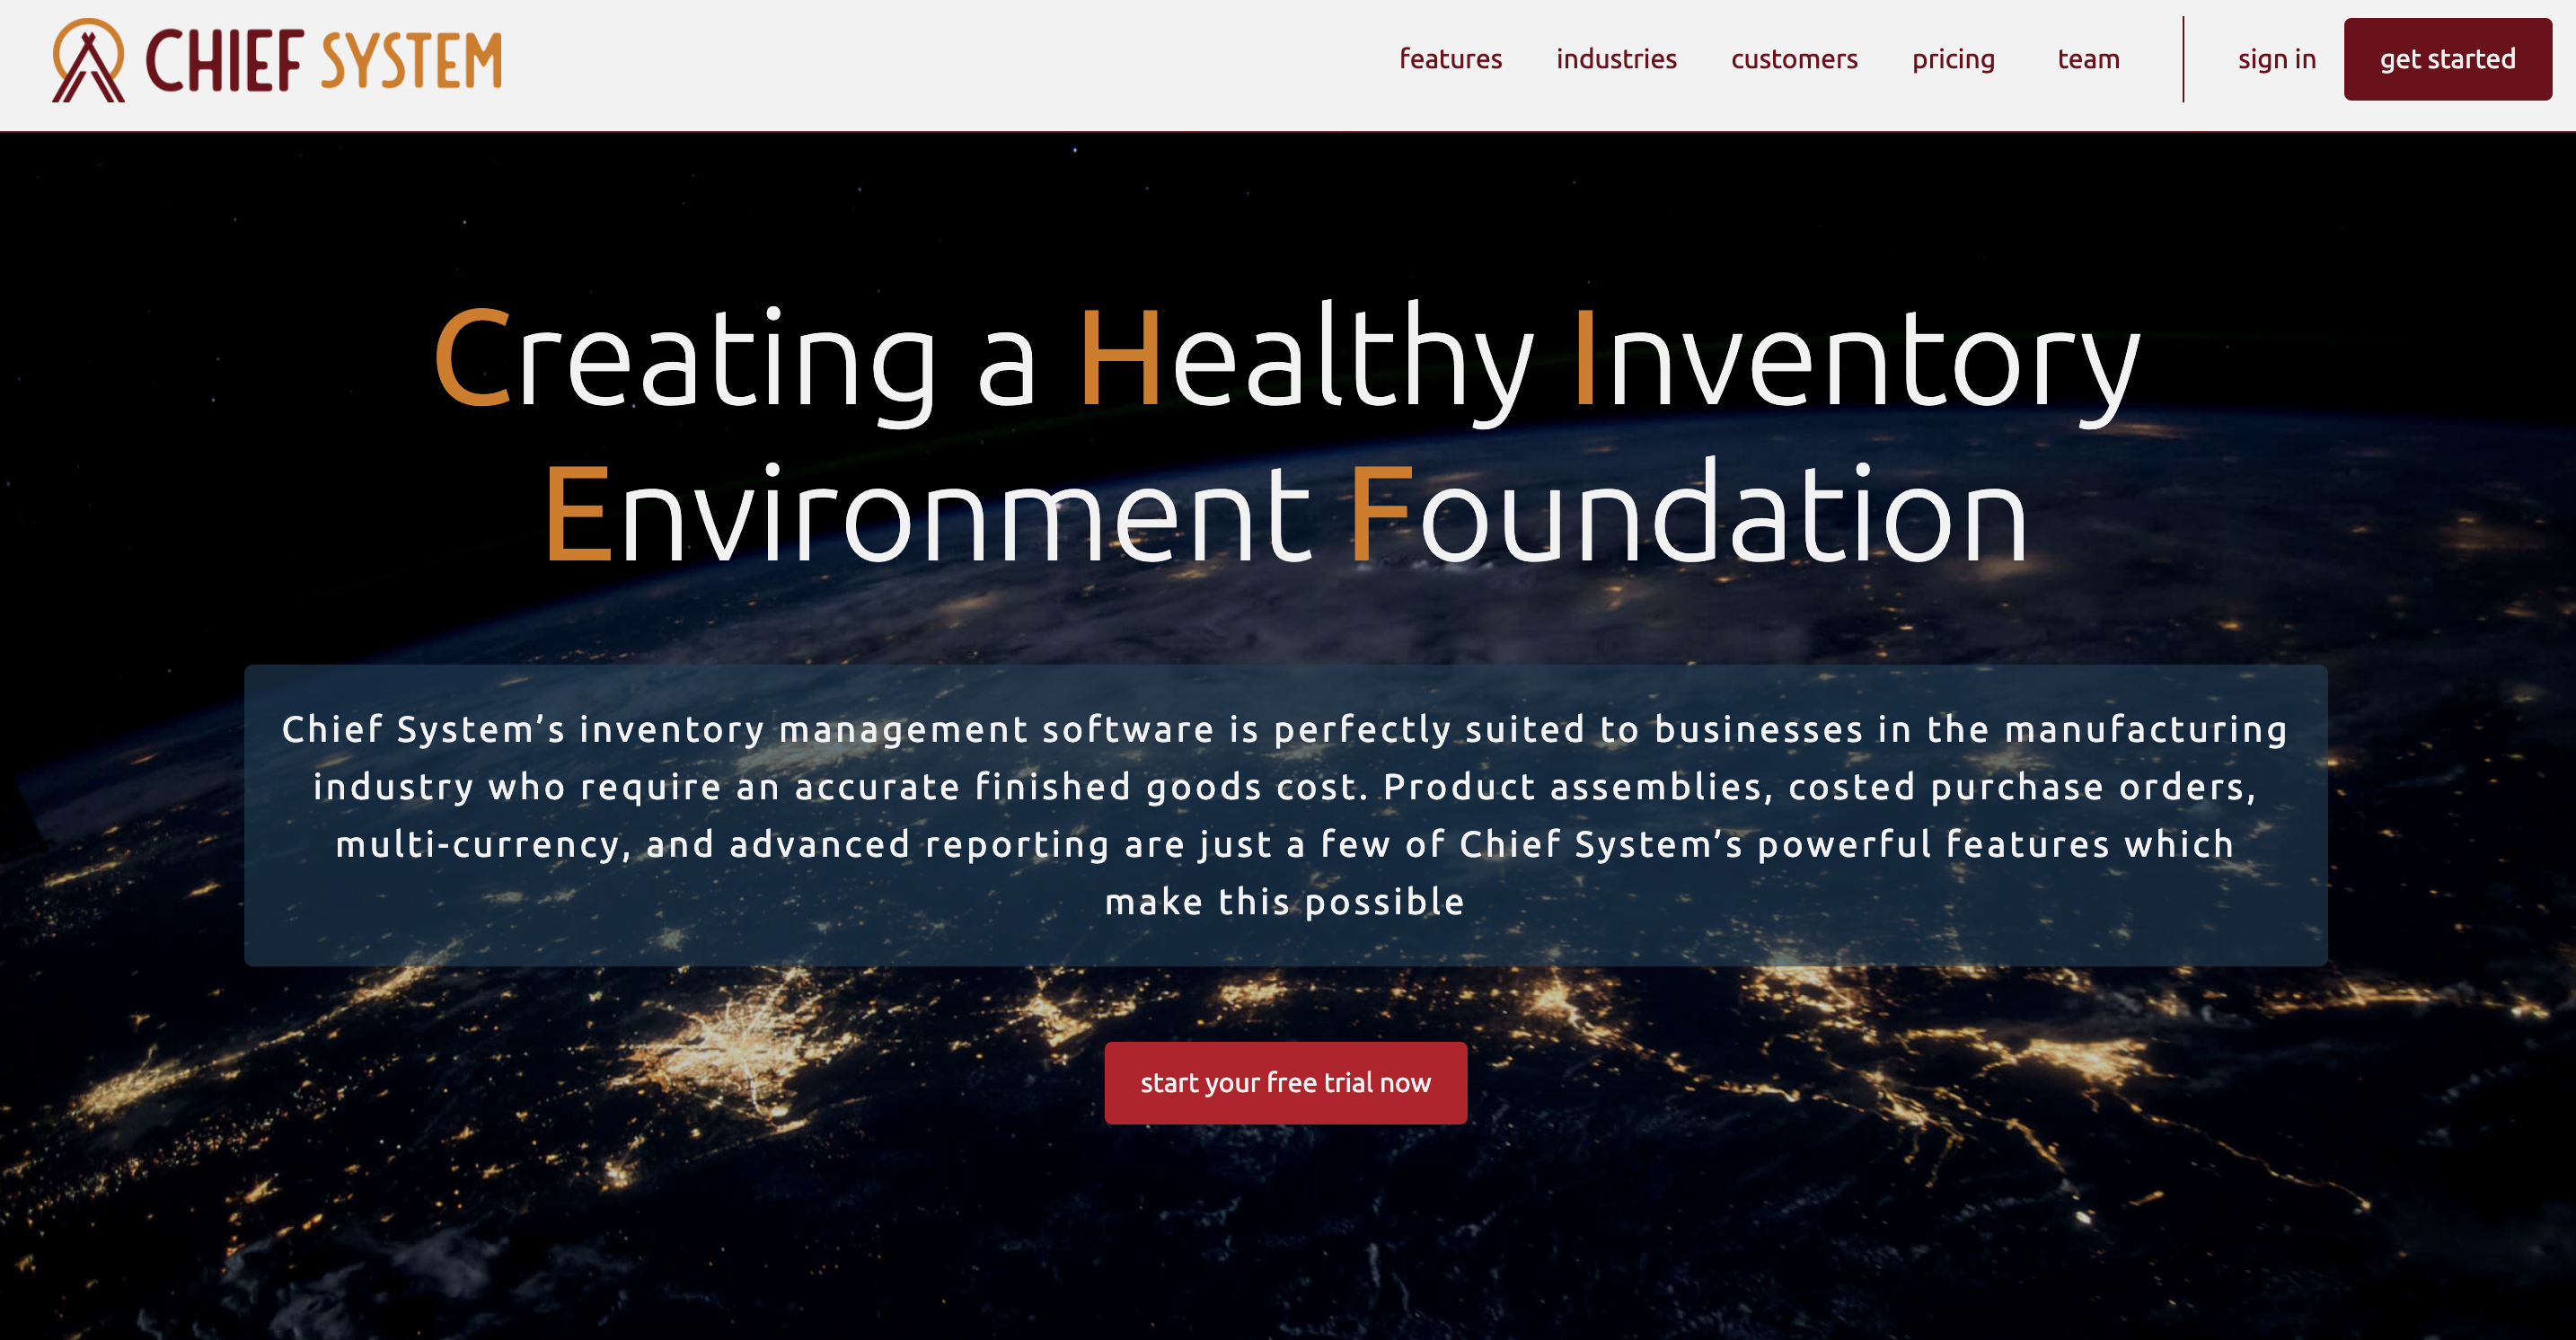 CHIEF SYSTEM
features industries customers pricing team sign in get started
Creating a Healthy Inventory
Environment Foundation
Chief System’s inventory management software is perfectly suited to businesses in the manufacturing
industry who require an accurate finished goods cost. Product assemblies, costed purchase orders,
multi-currency, and advanced reporting are just a few of Chief System’s powerful features which
make this possible
start your free trial now